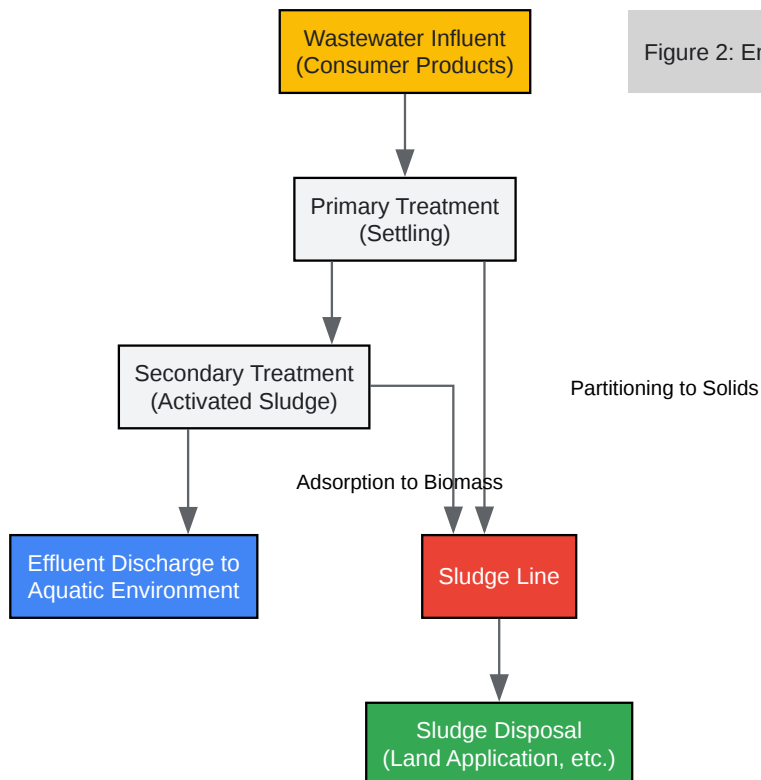 Wastewater Influent
(Consumer Products)
Figure 2:
Primary Treatment
(Settling)
Secondary Treatment
(Activated Sludge)
Partitioning to Solids
Adsorption to Biomass
Effluent Discharge to
Aquatic Environment
Sludge Line
Sludge Disposal
(Land Application, etc.)